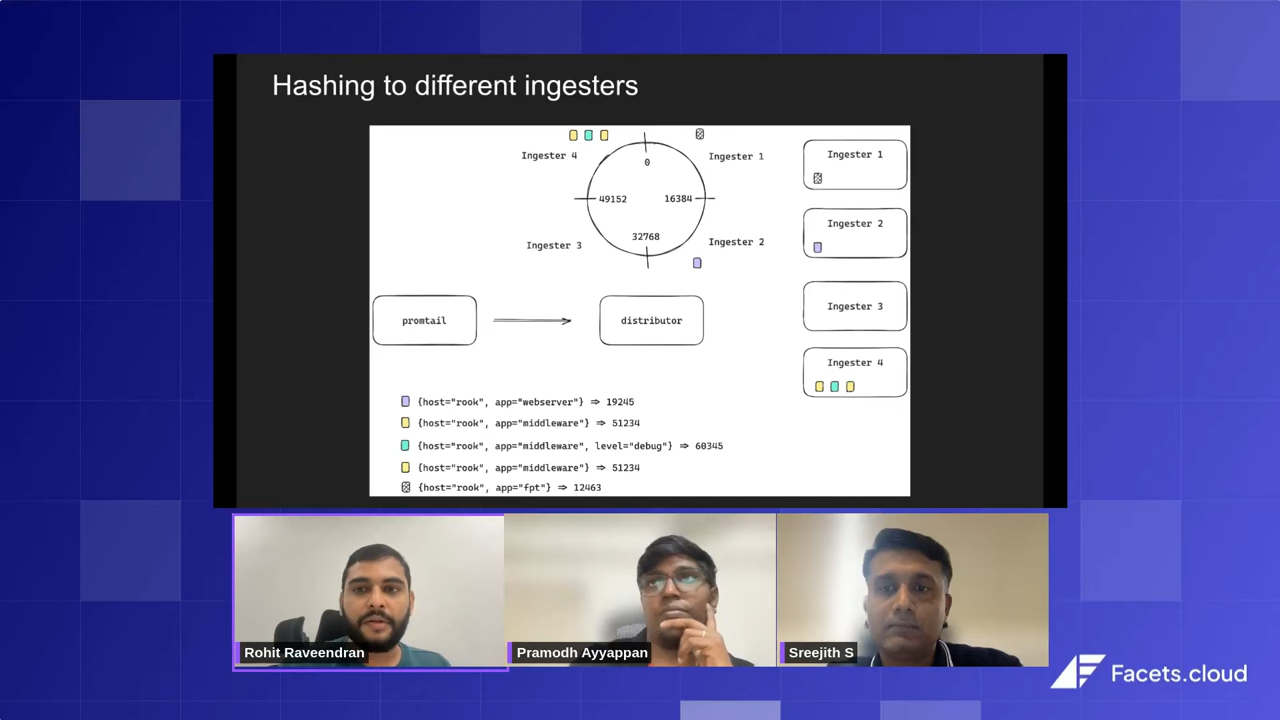 Hashing to different ingesters
Ingester 4
Ingester 1
0
49152
16384
32768
Ingester 3
Ingester 2
promtail
distributor
Ingester 1
Ingester 2
Ingester 3
Ingester 4
{host="rook", app="webserver"} => 19245
{host="rook", app="middleware"} => 51234
{host="rook", app="middleware", level="debug"} => 60345
{host="rook", app="middleware"} => 51234
{host="rook", app="fpt"} => 12463
Rohit Raveendran
Pramodh Ayyappan
Sreejith S
Facets.cloud